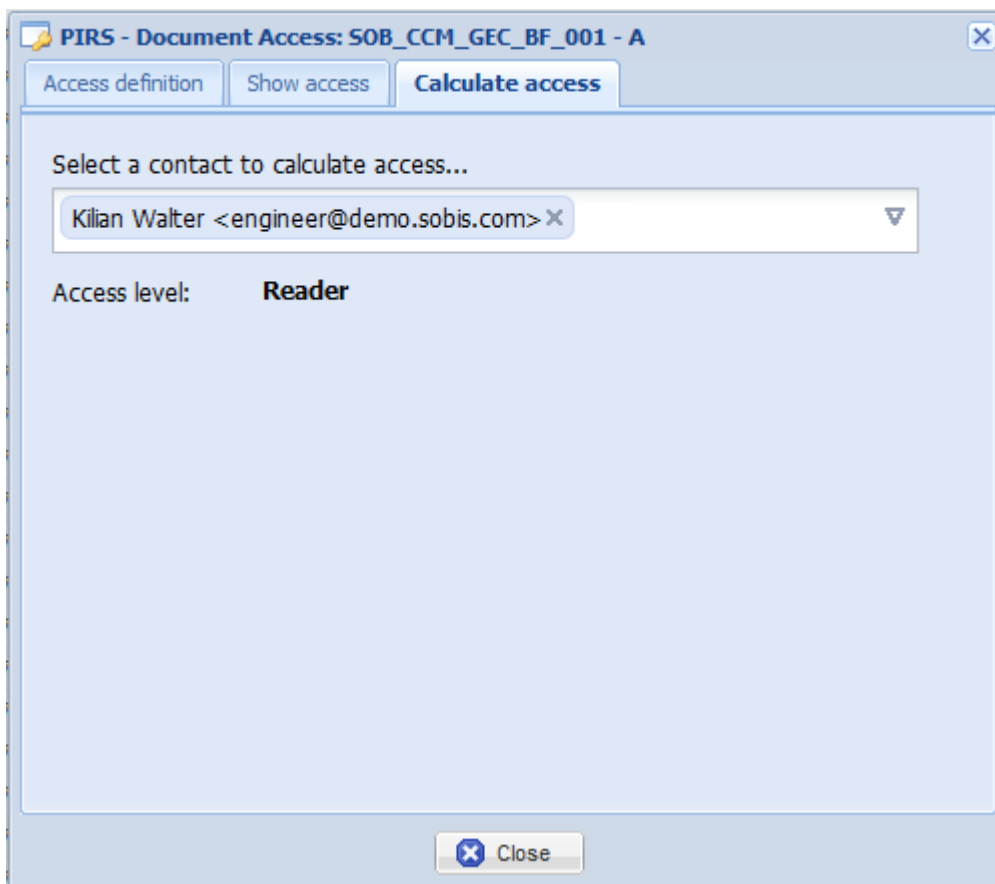 PIRS - Document Access: SOB_CCM_GEC_BF_001 - A
Access definition Show access Calculate access
Select a contact to calculate access...
Kilian Walter <engineer@demo.sobis.com>
Access level: Reader
Close